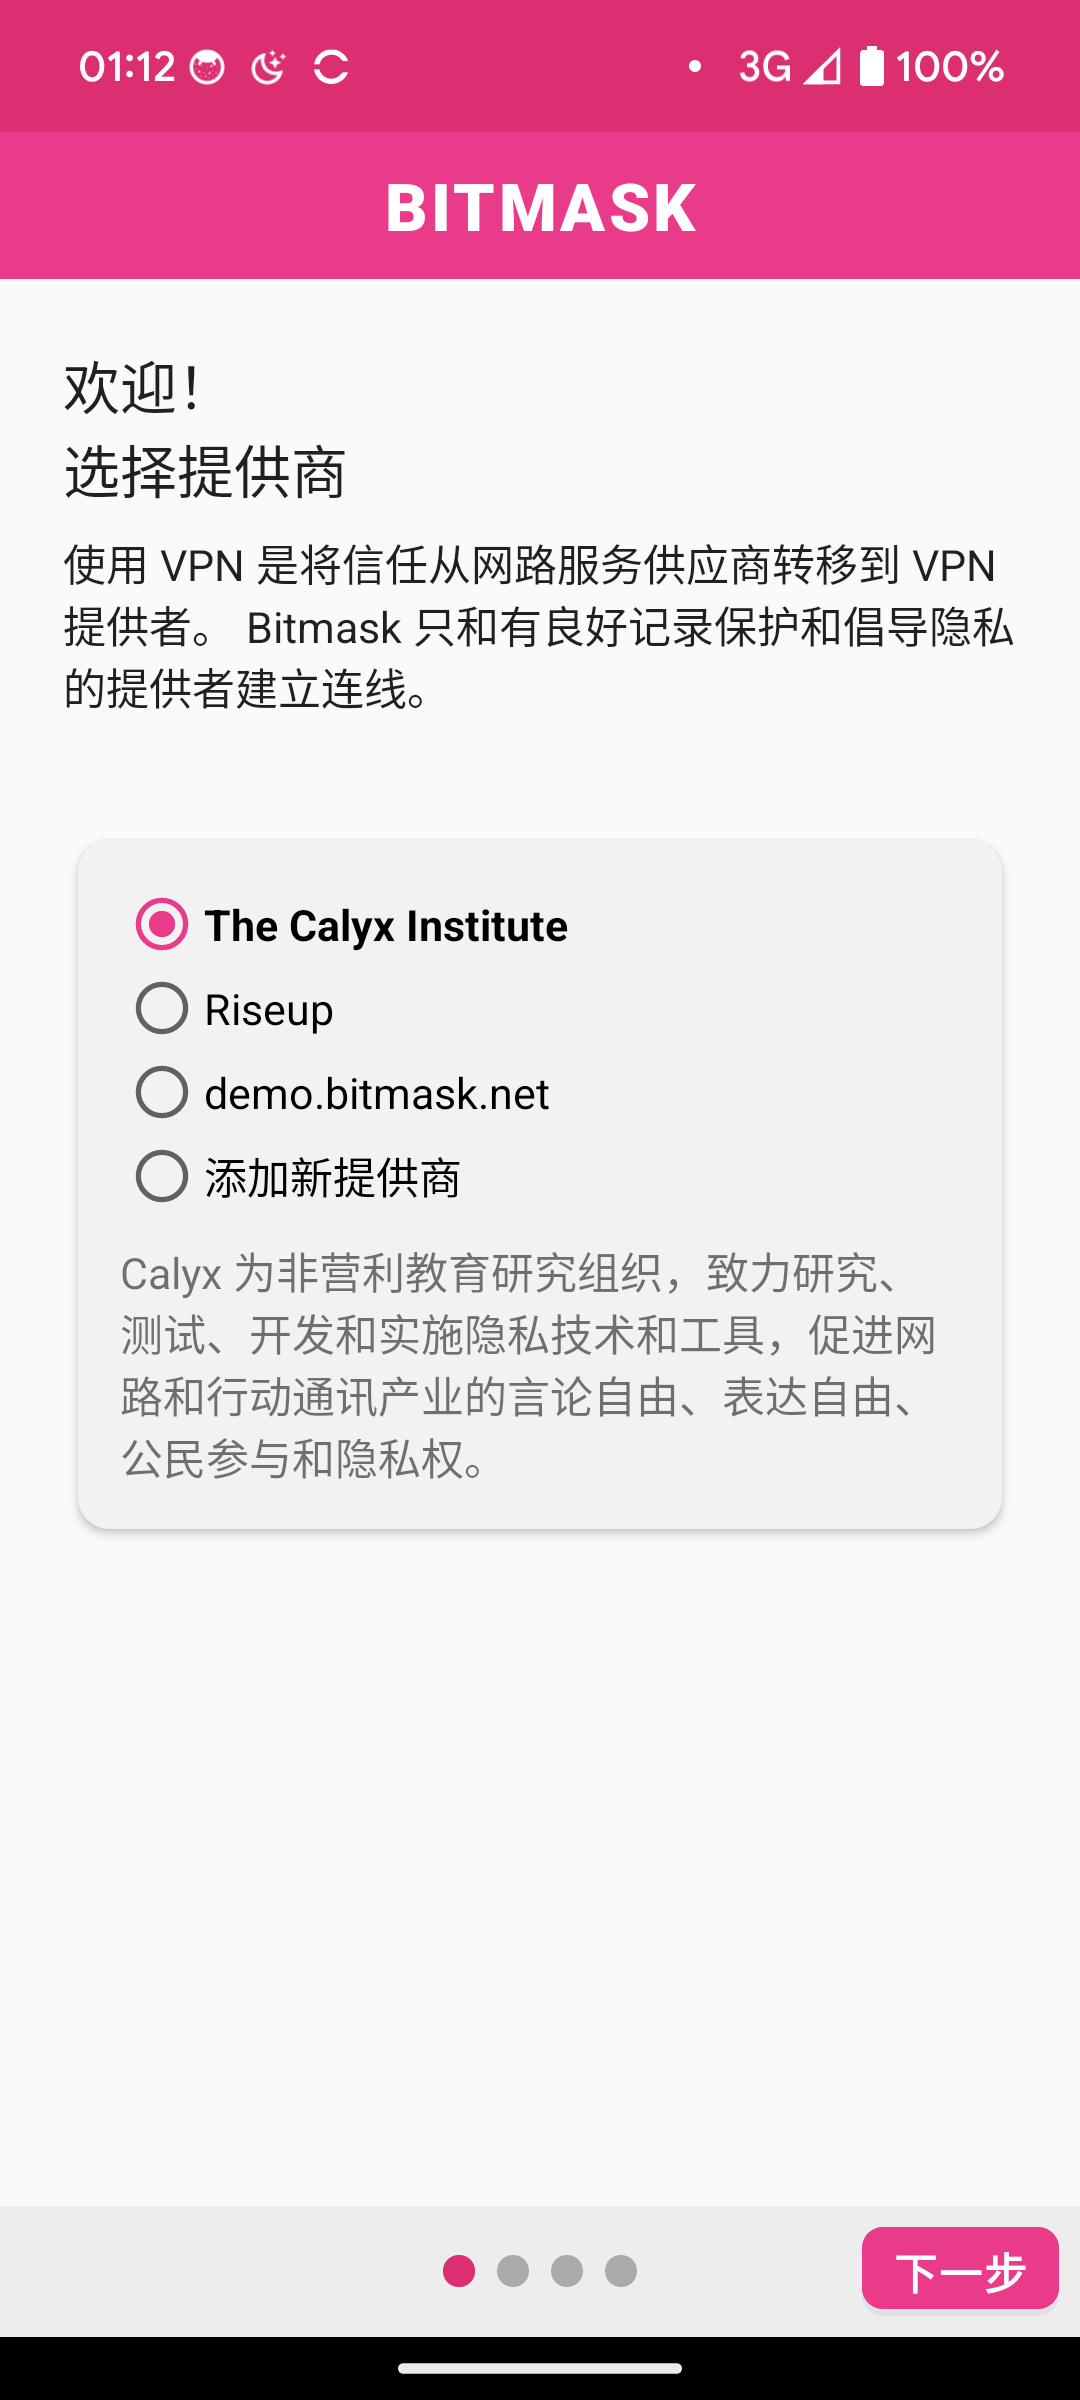 01:12
3G
100%
BITMASK
欢迎！
选择提供商
使用 VPN 是将信任从网路服务供应商转移到 VPN
提供者。 Bitmask 只和有良好记录保护和倡导隐私
的提供者建立连线。
The Calyx Institute
Riseup
demo.bitmask.net
添加新提供商
Calyx 为非营利教育研究组织，致力研究、
测试、开发和实施隐私技术和工具，促进网
路和行动通讯产业的言论自由、表达自由、
公民参与和隐私权。
下一步